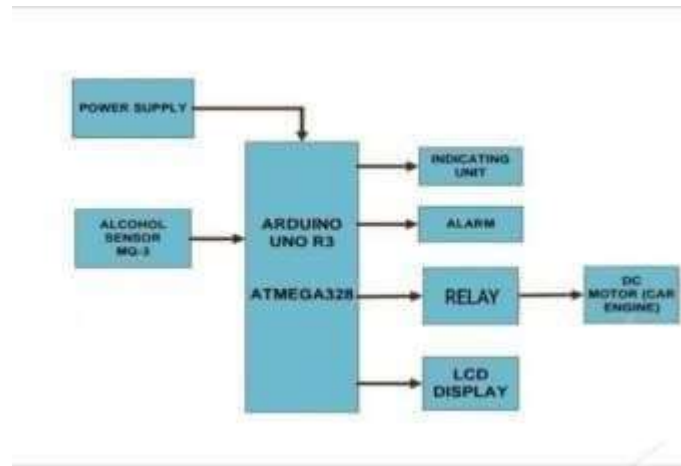 POWER SUPPLY
INDICATING
UNIT
ALCOHOL
SENSOR
MQ-3
ARDUINO
UNO R3
ATMEGA328
ALARM
RELAY
DC
MOTOR (CAR
ENGINE)
LCD
DISPLAY